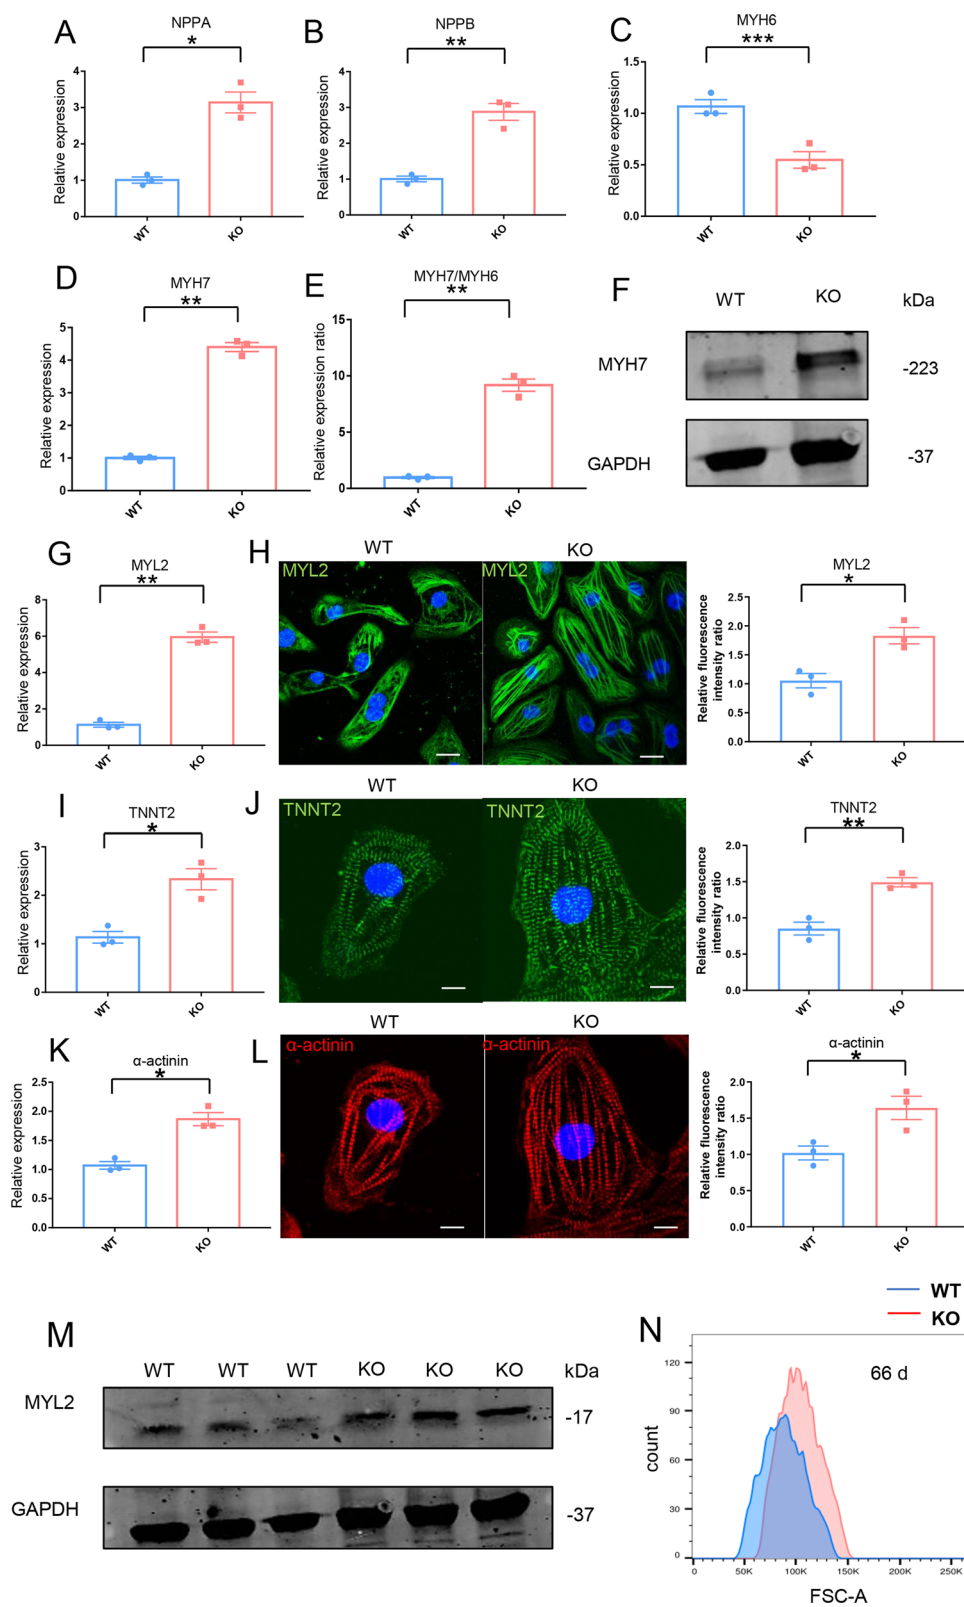 A
NPPA
*
Relative expression
5
4
3
2
1
0
WT
KO
B
NPPB
**
Relative expression
4
3
2
1
0
WT
KO
C
MYH6
***
Relative expression
1.5
1.0
0.5
0.0
WT
KO
D
MYH7
**
Relative expression
5
4
3
2
1
0
WT
KO
E
MYH7/MYH6
**
Relative expression ratio
15
10
5
0
WT
KO
F
WT KO kDa
MYH7 -223
GAPDH -37
G
MYL2
**
Relative expression
8
6
4
2
0
WT
KO
H
WT KO
MYL2 MYL2
MYL2
*
Relative fluorescence
intensity ratio
2.5
2.0
1.5
1.0
0.5
0.0
WT
KO
I
TNNT2
*
Relative expression
3
2
1
0
WT
KO
J
WT KO
TNNT2 TNNT2
TNNT2
**
Relative fluorescence
intensity ratio
2.0
1.5
1.0
0.5
0.0
WT
KO
K
α-actinin
*
Relative expression
2.5
2.0
1.5
1.0
0.5
0.0
WT
KO
L
WT KO
α-actinin α-actinin
α-actinin
*
Relative fluorescence
intensity ratio
2.0
1.5
1.0
0.5
0.0
WT
KO
M
WT WT WT KO KO KO kDa
MYL2 -17
GAPDH -37
N
WT
KO
66 d
count
120
90
60
30
0
0 50K 100K 150K 200K 250K
FSC-A